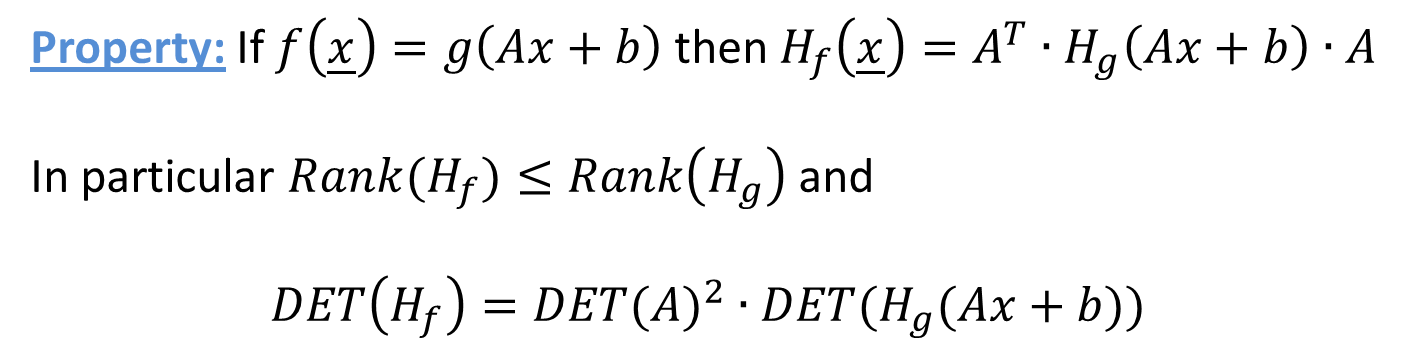 Property: If f(x) = g(Ax + b) then H_f(x) = A^T · H_g(Ax + b) · A
In particular Rank(H_f) ≤ Rank(H_g) and
DET(H_f) = DET(A)² · DET(H_g(Ax + b))